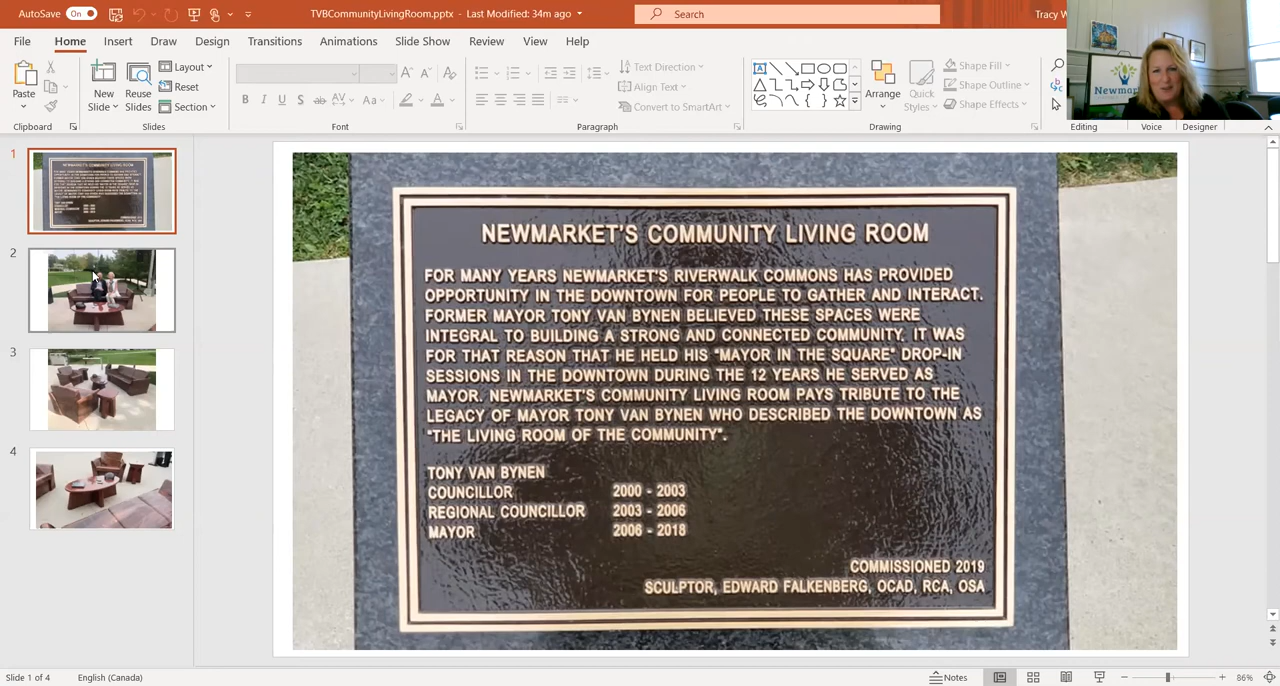 AutoSave On TVBCommunityLivingRoom.pptx - Last Modified: 34m ago Search Tracy W
File Home Insert Draw Design Transitions Animations Slide Show Review View Help
Paste New Slide Reuse Slides Layout Reset Section
B I U S ab AV Aa A
Text Direction
Align Text
Convert to SmartArt
Arrange Quick Styles Shape Fill
Shape Outline
Shape Effects
Newmark
Clipboard Slides Font Paragraph Drawing Editing Voice Designer
1
2
3
4
NEWMARKET'S COMMUNITY LIVING ROOM
FOR MANY YEARS NEWMARKET'S RIVERWALK COMMONS HAS PROVIDED
OPPORTUNITY IN THE DOWNTOWN FOR PEOPLE TO GATHER AND INTERACT.
FORMER MAYOR TONY VAN BYNEN BELIEVED THESE SPACES WERE
INTEGRAL TO BUILDING A STRONG AND CONNECTED COMMUNITY. IT WAS
FOR THAT REASON THAT HE HELD HIS "MAYOR IN THE SQUARE" DROP-IN
SESSIONS IN THE DOWNTOWN DURING THE 12 YEARS HE SERVED AS
MAYOR. NEWMARKET'S COMMUNITY LIVING ROOM PAYS TRIBUTE TO THE
LEGACY OF MAYOR TONY VAN BYNEN WHO DESCRIBED THE DOWNTOWN AS
"THE LIVING ROOM OF THE COMMUNITY".
TONY VAN BYNEN
COUNCILLOR 2000 - 2003
REGIONAL COUNCILLOR 2003 - 2006
MAYOR 2006 - 2018
COMMISSIONED 2019
SCULPTOR, EDWARD FALKENBERG, OCAD, RCA, OSA
Slide 1 of 4 English (Canada) Notes 86%